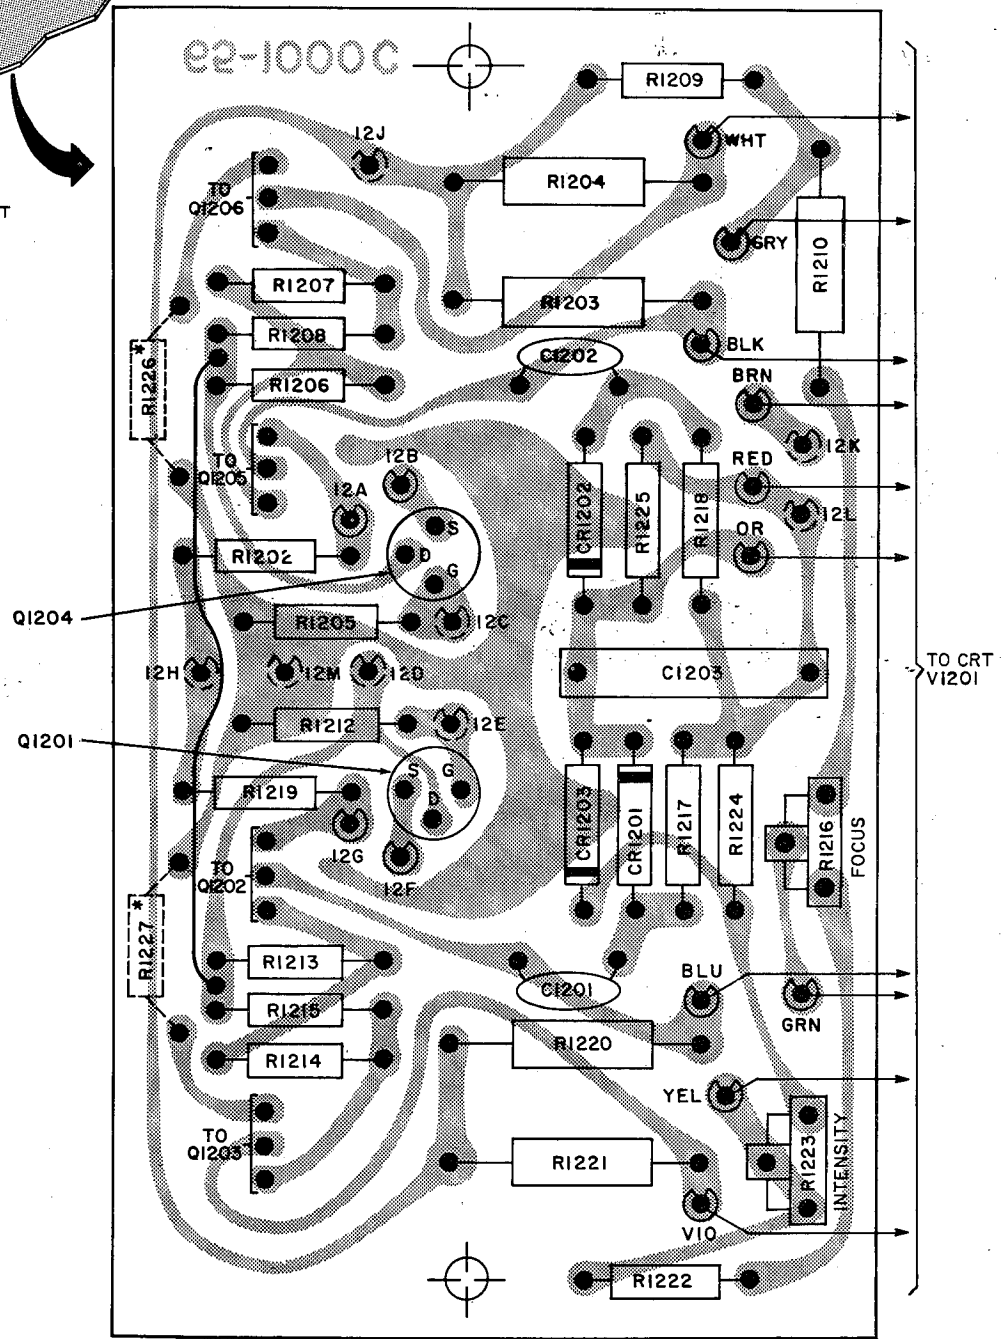 65-1000C
R1209
12J
WHT
R1204
TO
Q1206
T
GRY
R1210
R1207
R1203
R1208
BLK
C1202
*
R1226
R1206
BRN
12K
TO
Q1205
12B
RED
12A
CR1202
R1225
R1218
12L
S
OR
R1202
D
G
Q1204
R1205
12C
12H
12M
12D
C1203
TO CRT
V1201
R1212
12E
Q1201
S
G
D
R1219
CR1203
CR1201
R1217
R1224
R1216
FOCUS
12G
TO
Q1202
12F
*
R1227
R1213
BLU
C1201
R1215
GRN
R1220
R1214
YEL
TO
Q1203
R1221
R1223
INTENSITY
VIO
R1222